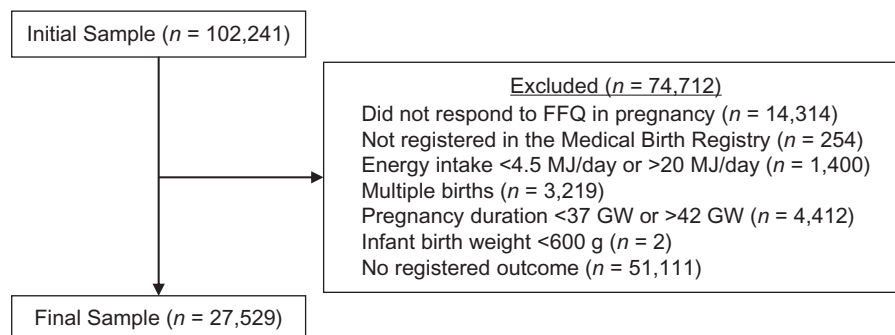 Initial Sample (n = 102,241)
Excluded (n = 74,712)
Did not respond to FFQ in pregnancy (n = 14,314)
Not registered in the Medical Birth Registry (n = 254)
Energy intake <4.5 MJ/day or >20 MJ/day (n = 1,400)
Multiple births (n = 3,219)
Pregnancy duration <37 GW or >42 GW (n = 4,412)
Infant birth weight <600 g (n = 2)
No registered outcome (n = 51,111)
Final Sample (n = 27,529)